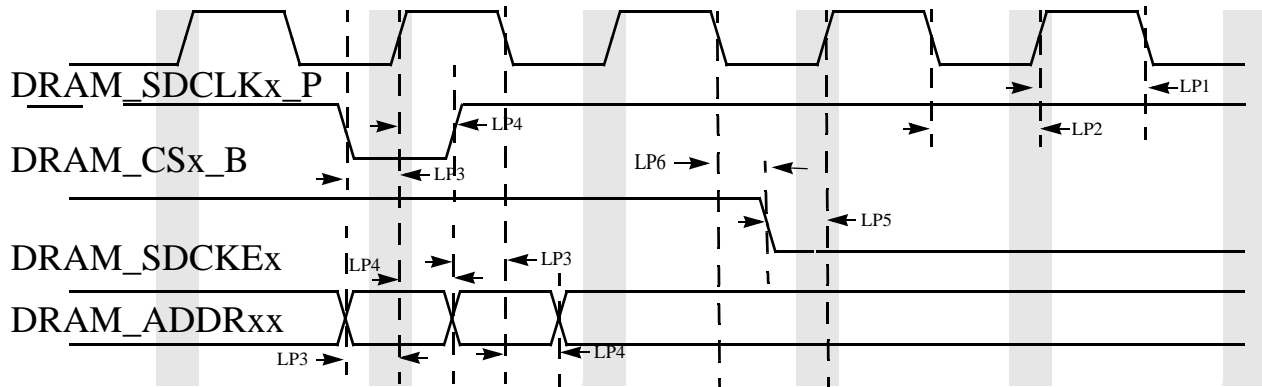 DRAM_SDCLKx_P
LP1
LP4
LP2
DRAM_CSx_B
LP6
LP3
LP5
DRAM_SDCKEx
LP4
LP3
DRAM_ADDRxx
LP3
LP4